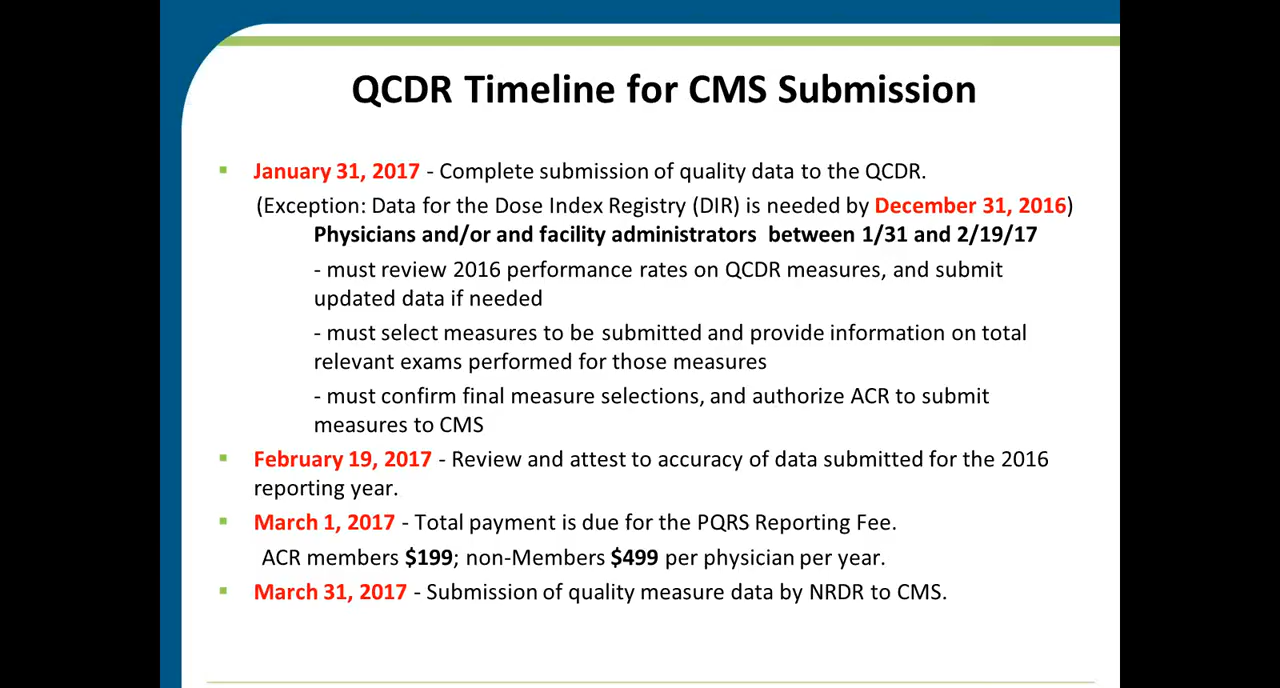 QCDR Timeline for CMS Submission
▪ January 31, 2017 - Complete submission of quality data to the QCDR.
(Exception: Data for the Dose Index Registry (DIR) is needed by December 31, 2016)
Physicians and/or and facility administrators between 1/31 and 2/19/17
- must review 2016 performance rates on QCDR measures, and submit
updated data if needed
- must select measures to be submitted and provide information on total
relevant exams performed for those measures
- must confirm final measure selections, and authorize ACR to submit
measures to CMS
▪ February 19, 2017 - Review and attest to accuracy of data submitted for the 2016
reporting year.
▪ March 1, 2017 - Total payment is due for the PQRS Reporting Fee.
ACR members $199; non-Members $499 per physician per year.
▪ March 31, 2017 - Submission of quality measure data by NRDR to CMS.